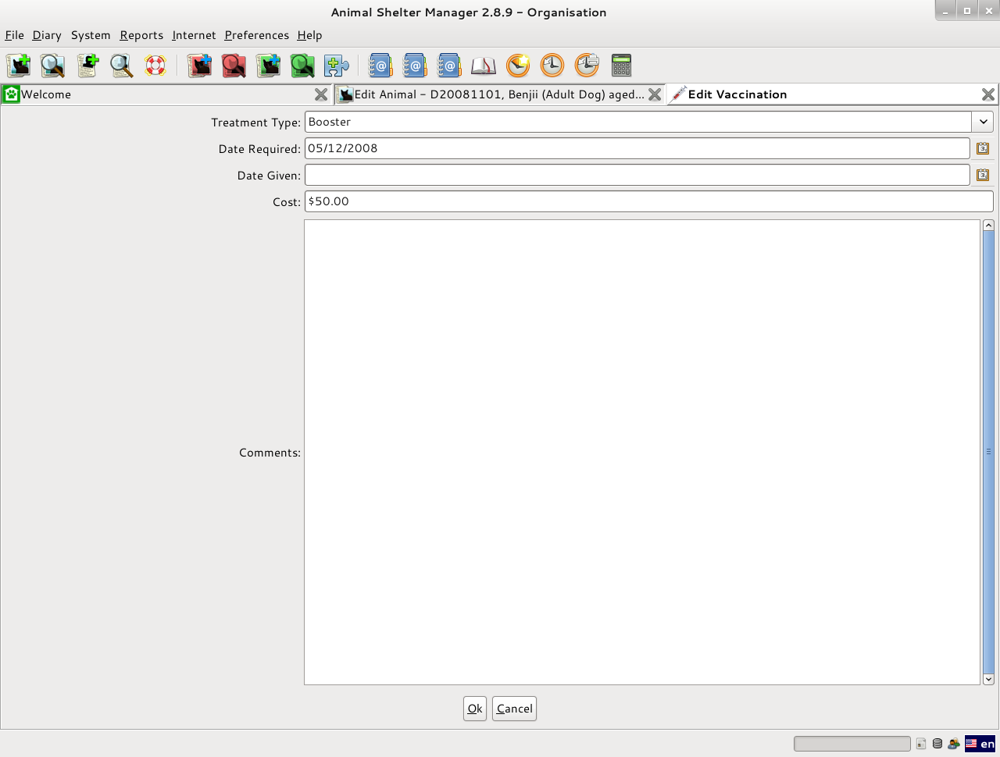 Animal Shelter Manager 2.8.9 - Organisation
File Diary System Reports Internet Preferences Help
Welcome
Edit Animal - D20081101, Benjii (Adult Dog) aged...
Edit Vaccination
Treatment Type: Booster
Date Required: 05/12/2008
Date Given:
Cost: $50.00
Comments:
Ok Cancel
en